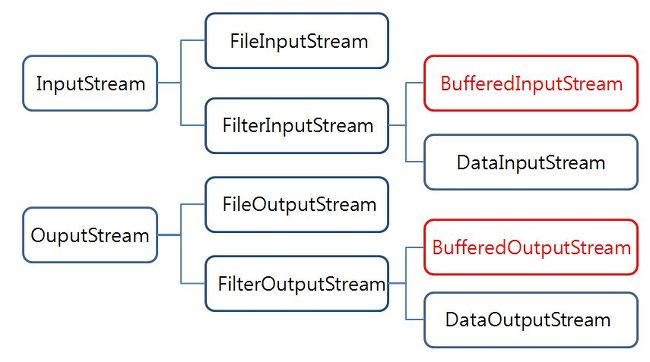 FileInputStream
InputStream
BufferedInputStream
FilterInputStream
DataInputStream
FileOutputStream
OuputStream
BufferedOutputStream
FilterOutputStream
DataOutputStream